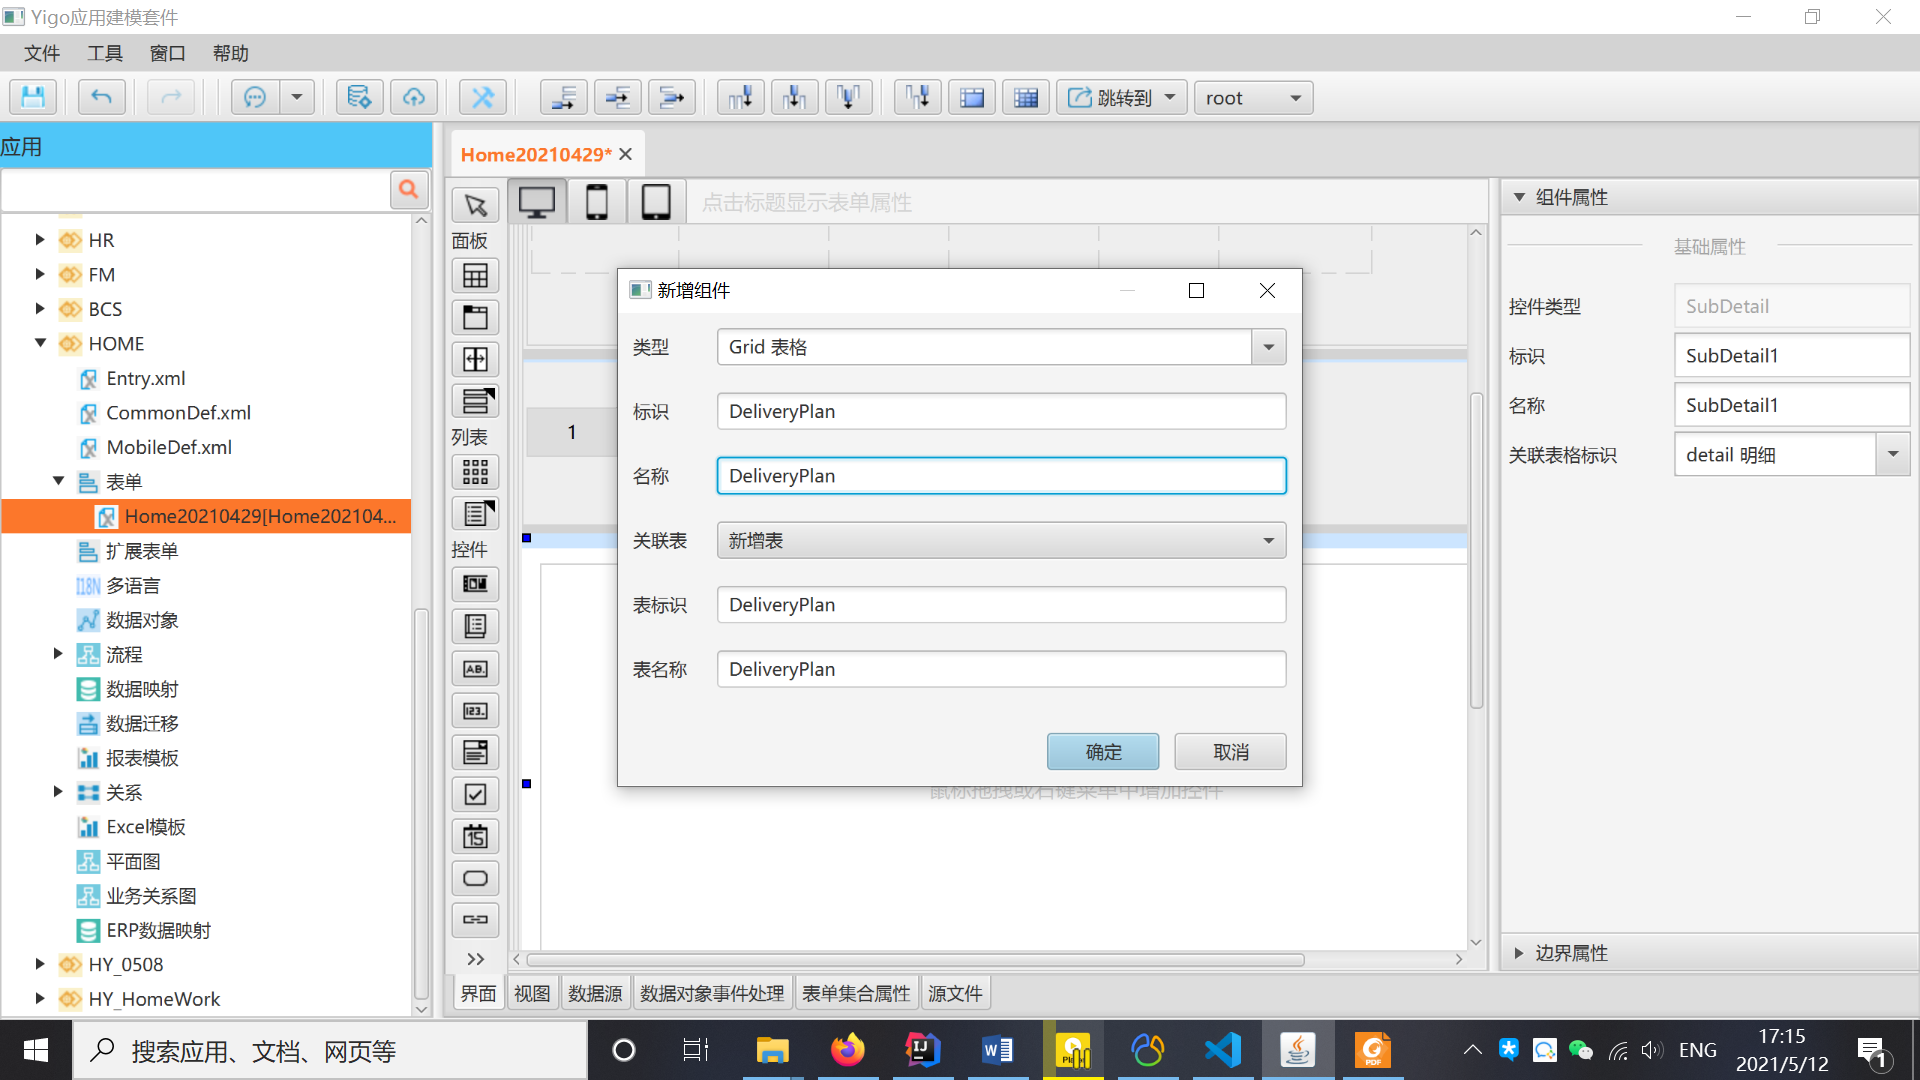 Yigo应用建模套件
文件 工具 窗口 帮助
跳转到 root
应用
HR
FM
BCS
HOME
Entry.xml
CommonDef.xml
MobileDef.xml
表单
Home20210429[Home202104...
扩展表单
I18N 多语言
数据对象
流程
数据映射
数据迁移
报表模板
关系
Excel模板
平面图
业务关系图
ERP数据映射
HY_0508
HY_HomeWork
Home20210429*
点击标题显示表单属性
面板
列表
控件
AB.
123.
15
1
鼠标拖拽或右键菜单中增加控件
新增组件
类型 Grid 表格
标识 DeliveryPlan
名称 DeliveryPlan
关联表 新增表
表标识 DeliveryPlan
表名称 DeliveryPlan
确定 取消
界面 视图 数据源 数据对象事件处理 表单集合属性 源文件
组件属性
基础属性
控件类型 SubDetail
标识 SubDetail1
名称 SubDetail1
关联表格标识 detail 明细
边界属性
搜索应用、文档、网页等
ENG
17:15
2021/5/12
1